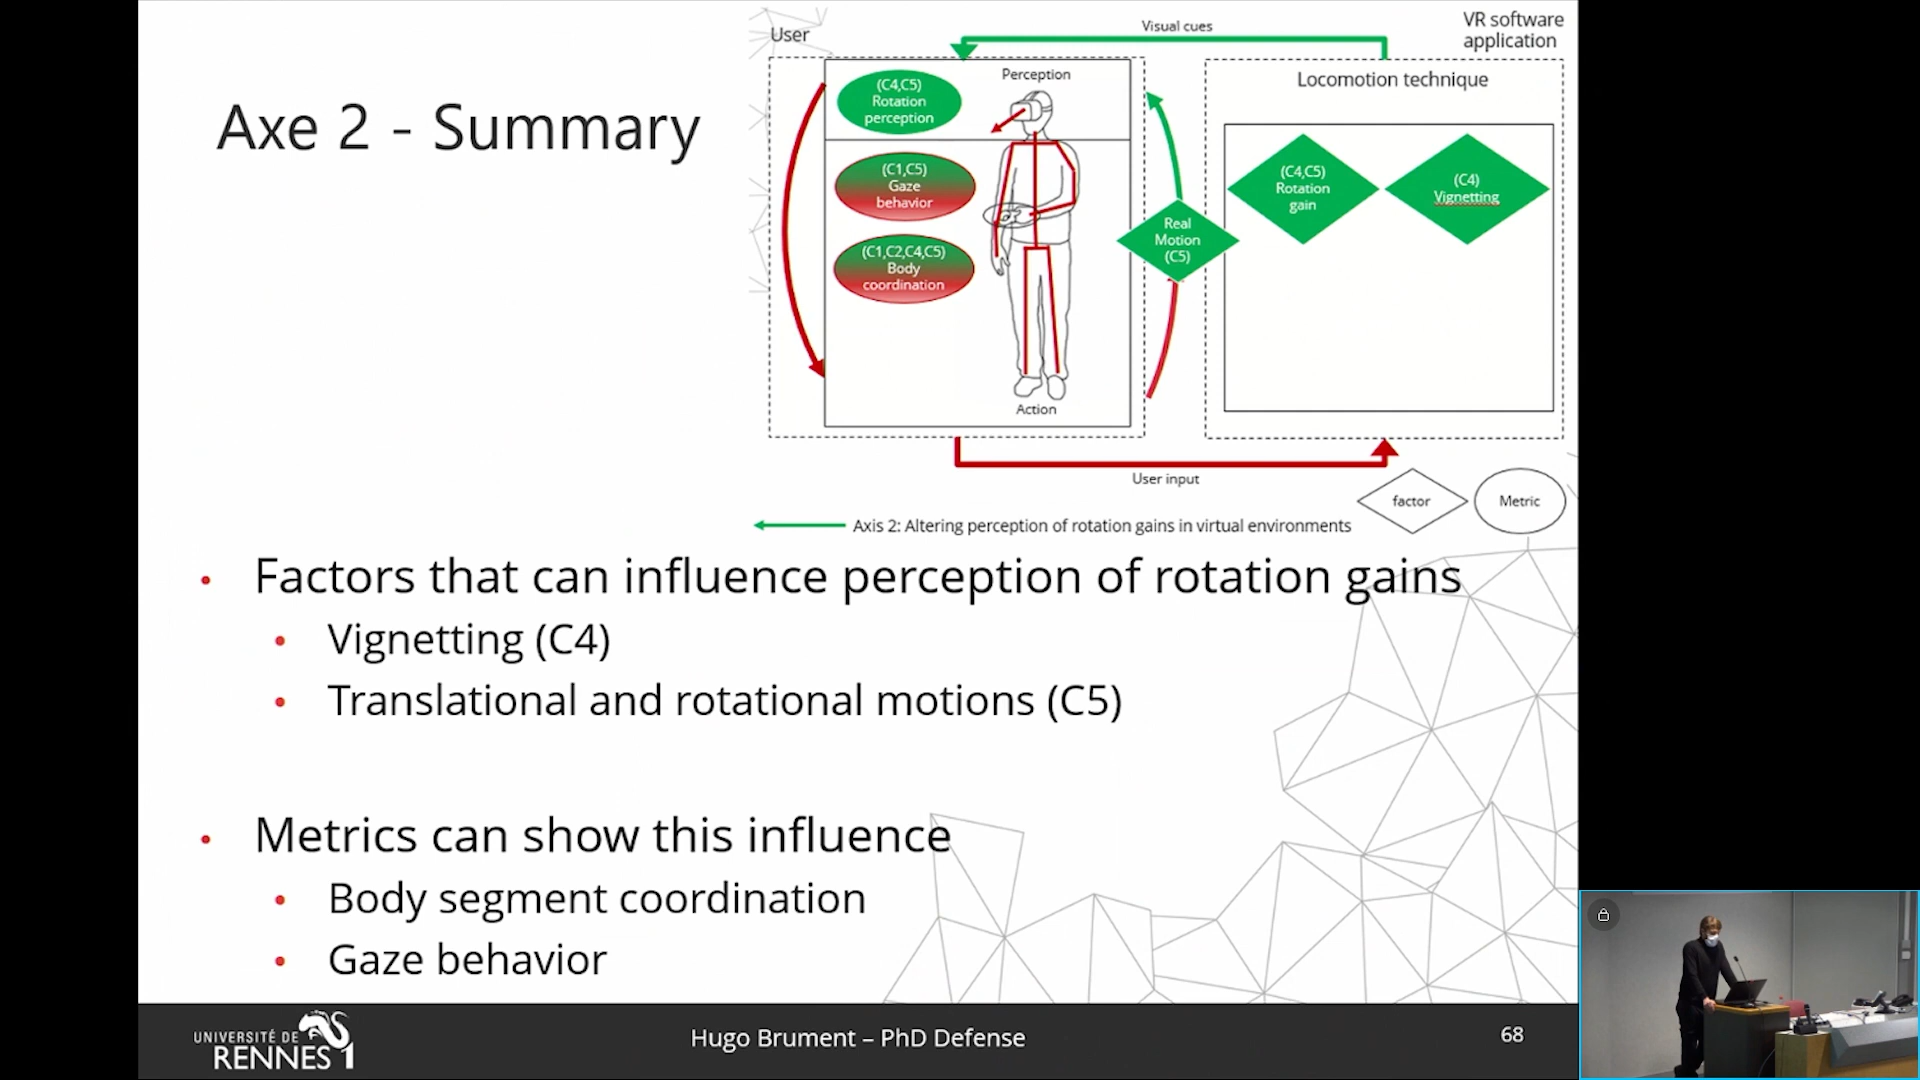 Axe 2 - Summary
User
Visual cues
VR software
application
Perception
(C4,C5)
Rotation
perception
(C1,C5)
Gaze
behavior
(C1,C2,C4,C5)
Body
coordination
Action
Real
Motion
(C5)
Locomotion technique
(C4,C5)
Rotation
gain
(C4)
Vignetting
User input
factor
Metric
Axis 2: Altering perception of rotation gains in virtual environments
• Factors that can influence perception of rotation gains
• Vignetting (C4)
• Translational and rotational motions (C5)
• Metrics can show this influence
• Body segment coordination
• Gaze behavior
UNIVERSITÉ DE
RENNES 1
Hugo Brument – PhD Defense
68